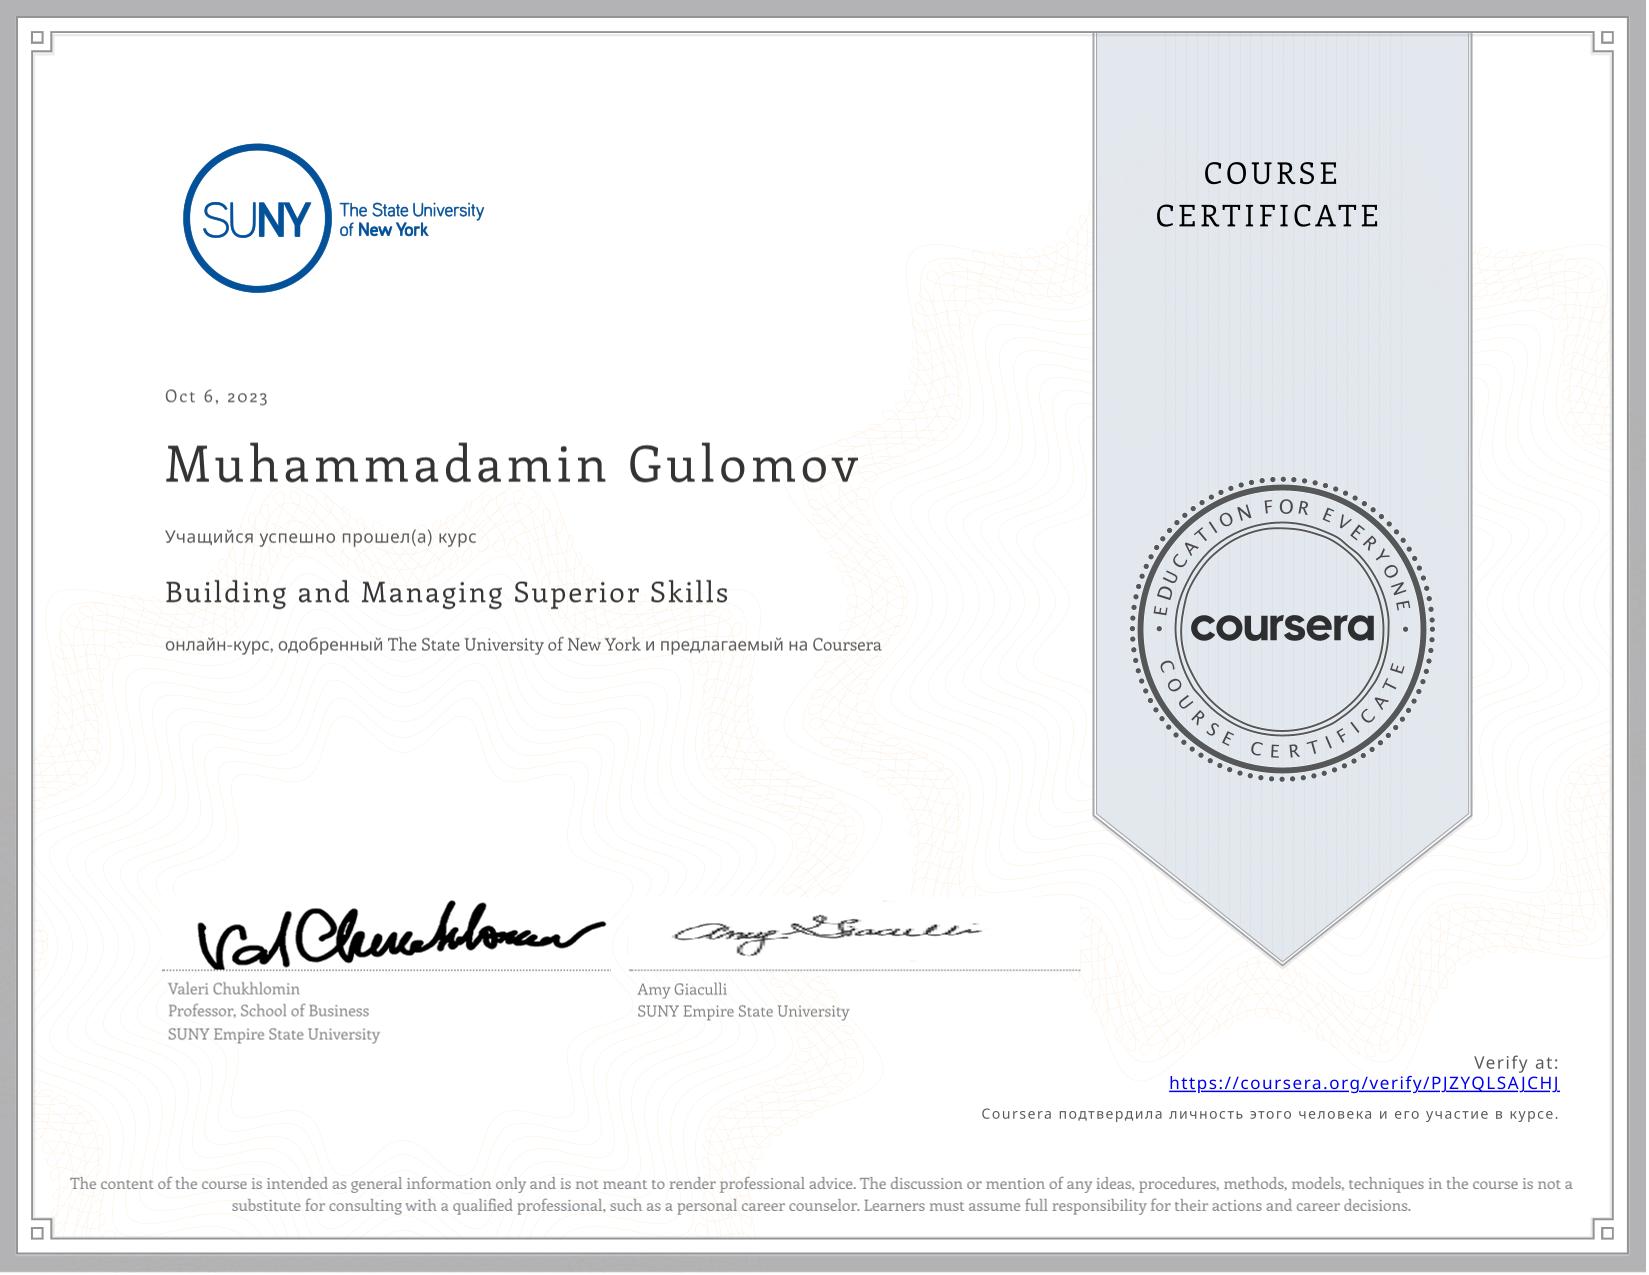 SUNY
The State University
of New York
COURSE
CERTIFICATE
Oct 6, 2023
Muhammadamin Gulomov
Учащийся успешно прошел(а) курс
Building and Managing Superior Skills
онлайн-курс, одобренный The State University of New York и предлагаемый на Coursera
EDUCATION FOR EVERYONE
coursera
COURSE CERTIFICATE
Val Chukhlomin
Amy Giaculli
Valeri Chukhlomin
Professor, School of Business
SUNY Empire State University
Amy Giaculli
SUNY Empire State University
Verify at:
https://coursera.org/verify/PJZYQLSAJCHJ
Coursera подтвердила личность этого человека и его участие в курсе.
The content of the course is intended as general information only and is not meant to render professional advice. The discussion or mention of any ideas, procedures, methods, models, techniques in the course is not a
substitute for consulting with a qualified professional, such as a personal career counselor. Learners must assume full responsibility for their actions and career decisions.